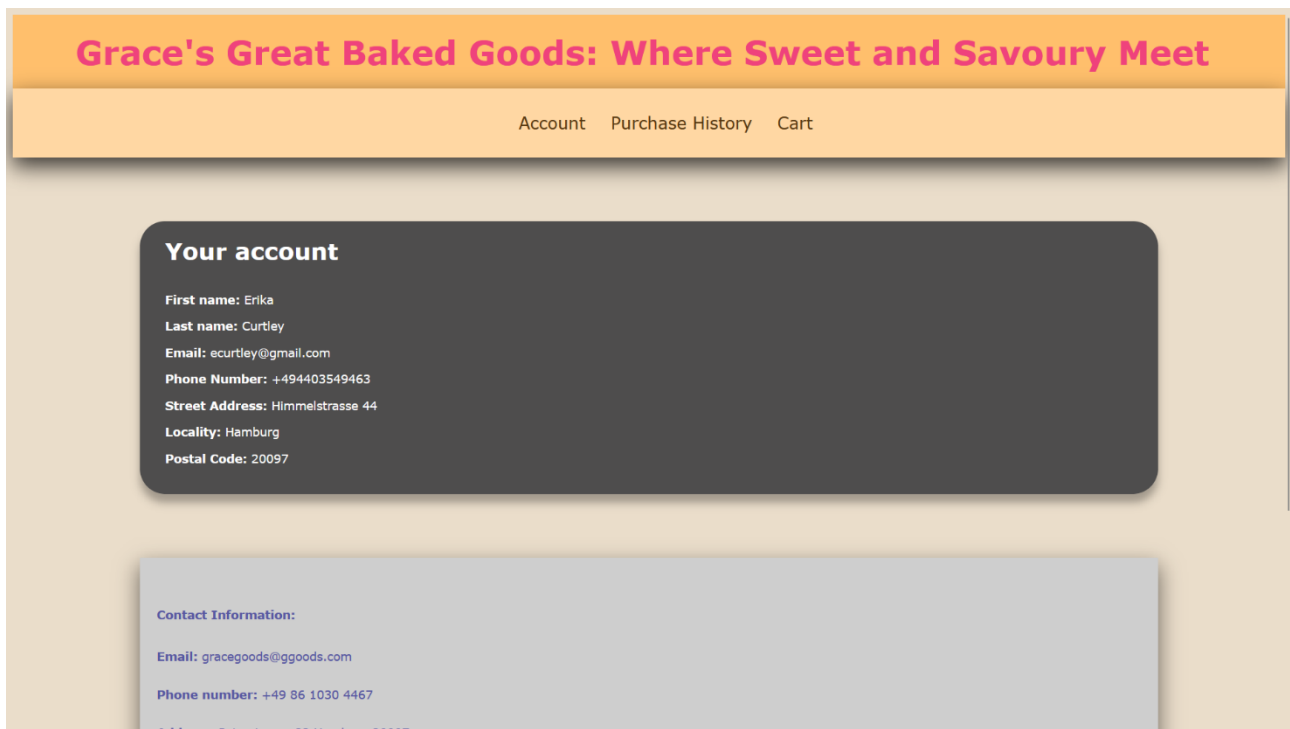 Grace's Great Baked Goods: Where Sweet and Savoury Meet
Account Purchase History Cart
Your account
First name: Erika
Last name: Curtley
Email: ecurtley@gmail.com
Phone Number: +494403549463
Street Address: Himmelstrasse 44
Locality: Hamburg
Postal Code: 20097
Contact Information:
Email: gracegoods@ggoods.com
Phone number: +49 86 1030 4467